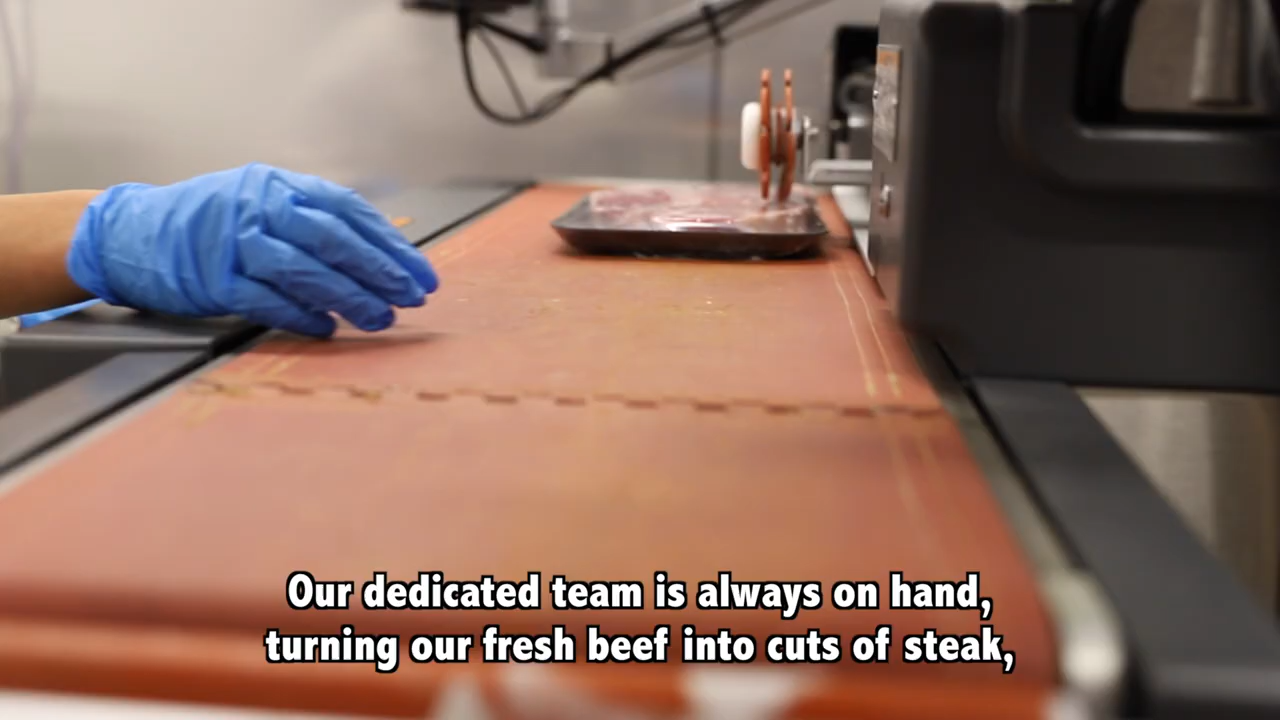 Our dedicated team is always on hand,
turning our fresh beef into cuts of steak,